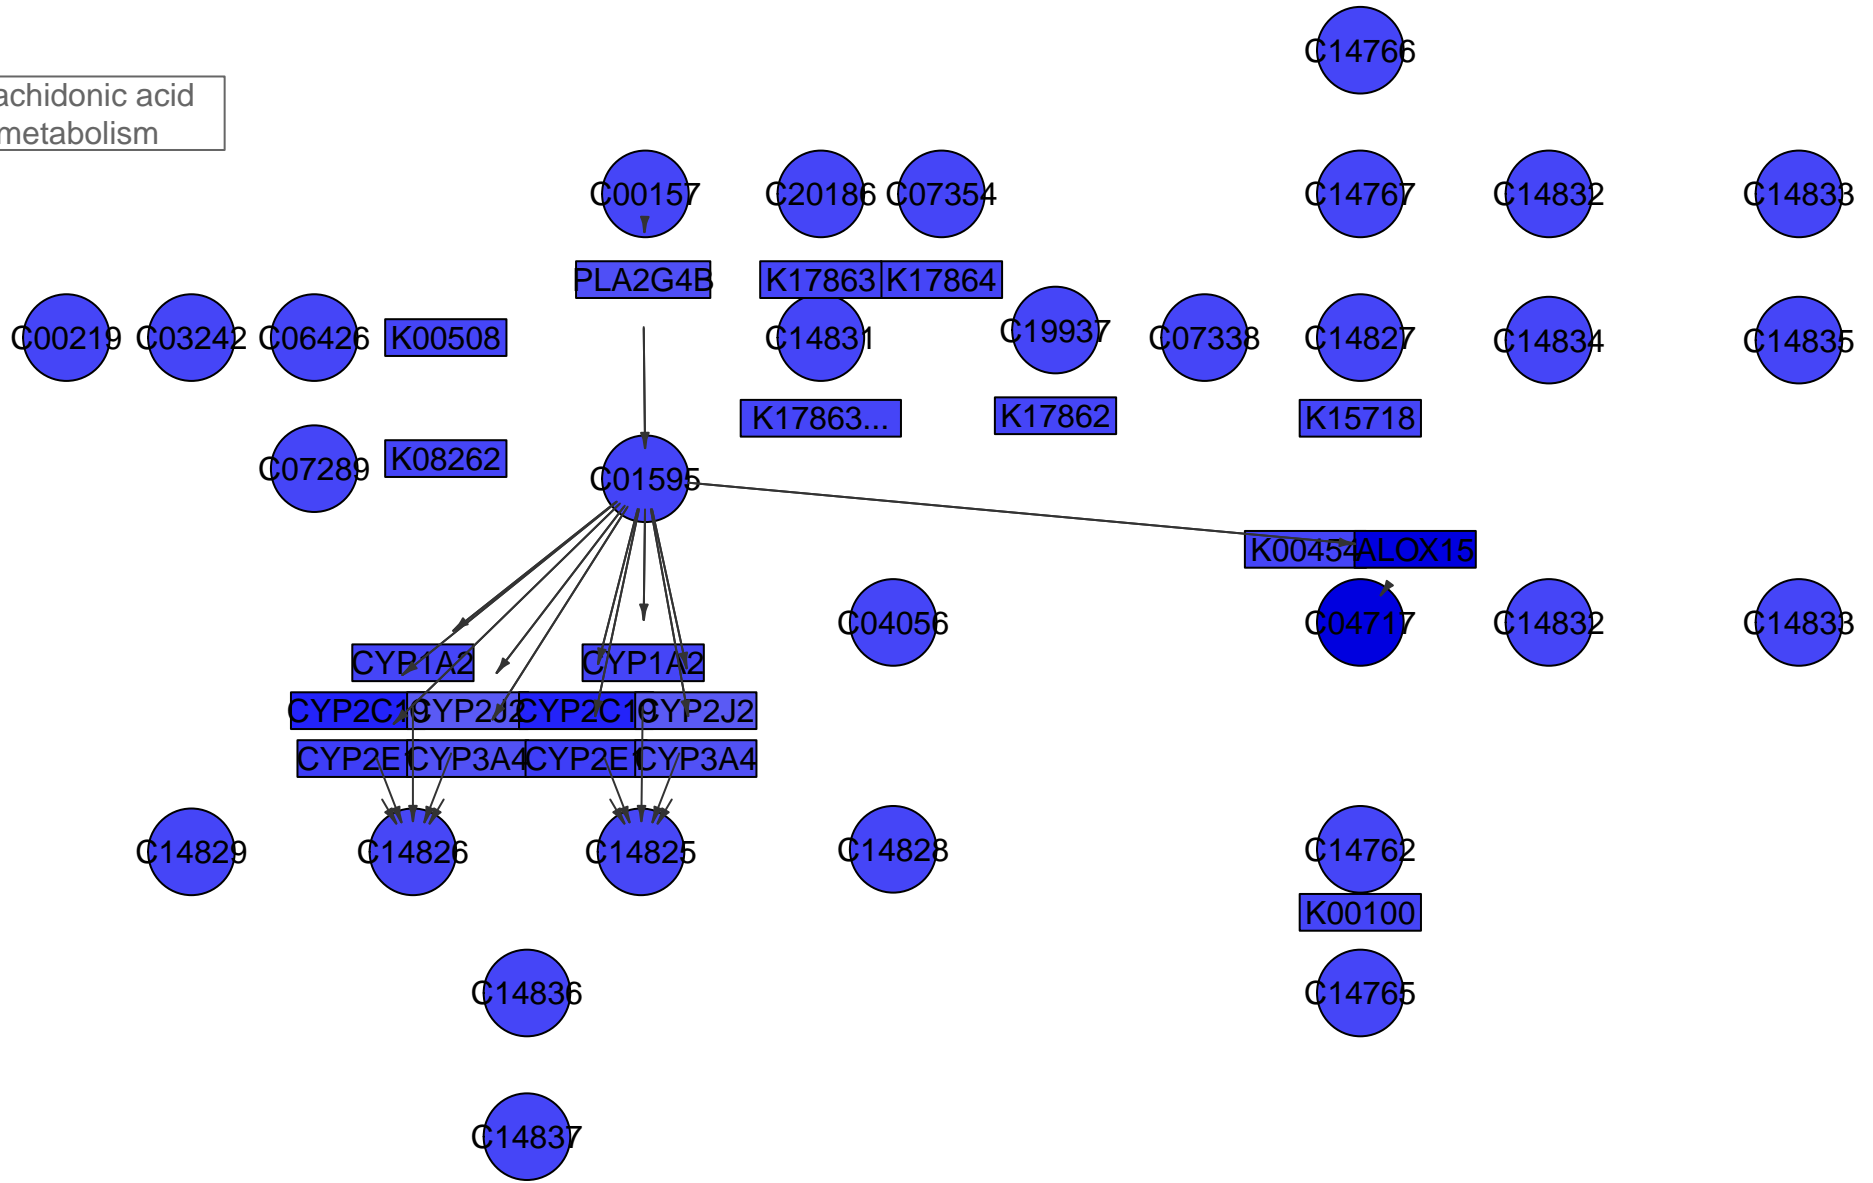 C14766
achidonic acid
metabolism
C00157
C20186
C07354
C14767
C14832
C14833
PLA2G4B
K17863
K17864
C00219
C03242
C06426
K00508
C14831
C19937
C07338
C14827
C14834
C14835
K17863...
K17862
K15718
C07289
K08262
C01595
K00454
ALOX15
C04056
C04717
C14832
C14833
CYP1A2
CYP1A2
CYP2C19
CYP2J2
CYP2C19
CYP2J2
CYP2E1
CYP3A4
CYP2E1
CYP3A4
C14829
C14826
C14825
C14828
C14762
K00100
C14836
C14765
C14837